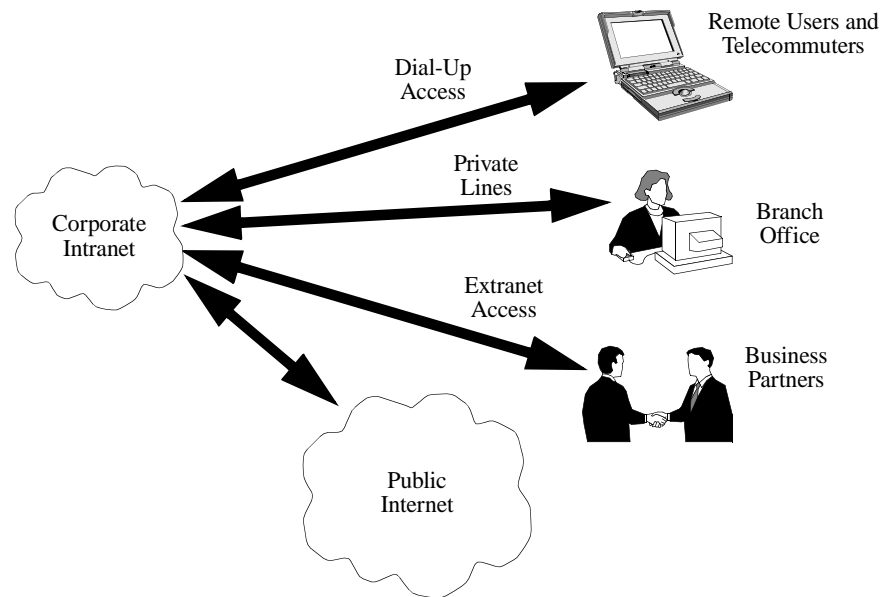 Remote Users and
Telecommuters
Dial-Up
Access
Private
Lines
Branch
Office
Corporate
Intranet
Extranet
Access
Business
Partners
Public
Internet